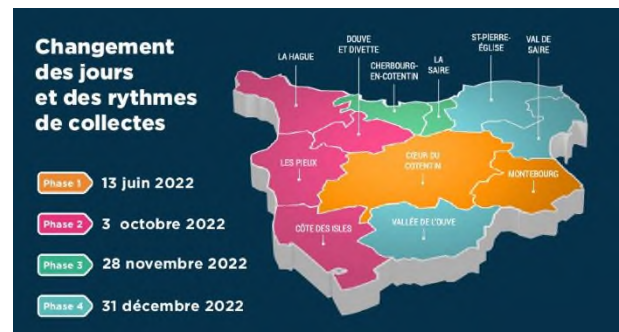 Changement
des jours
et des rythmes
de collectes
Phase 1 13 juin 2022
Phase 2 3 octobre 2022
Phase 3 28 novembre 2022
Phase 4 31 décembre 2022
LA HAGUE
DOUVE
ET DIVETTE
CHERBOURG-
EN-COTENTIN
LA
SAIRE
ST-PIERRE-
ÉGLISE
VAL DE
SAIRE
LES PIEUX
CŒUR DU
COTENTIN
MONTEBOURG
CÔTE DES ISLES
VALLÉE DE L'OUVE